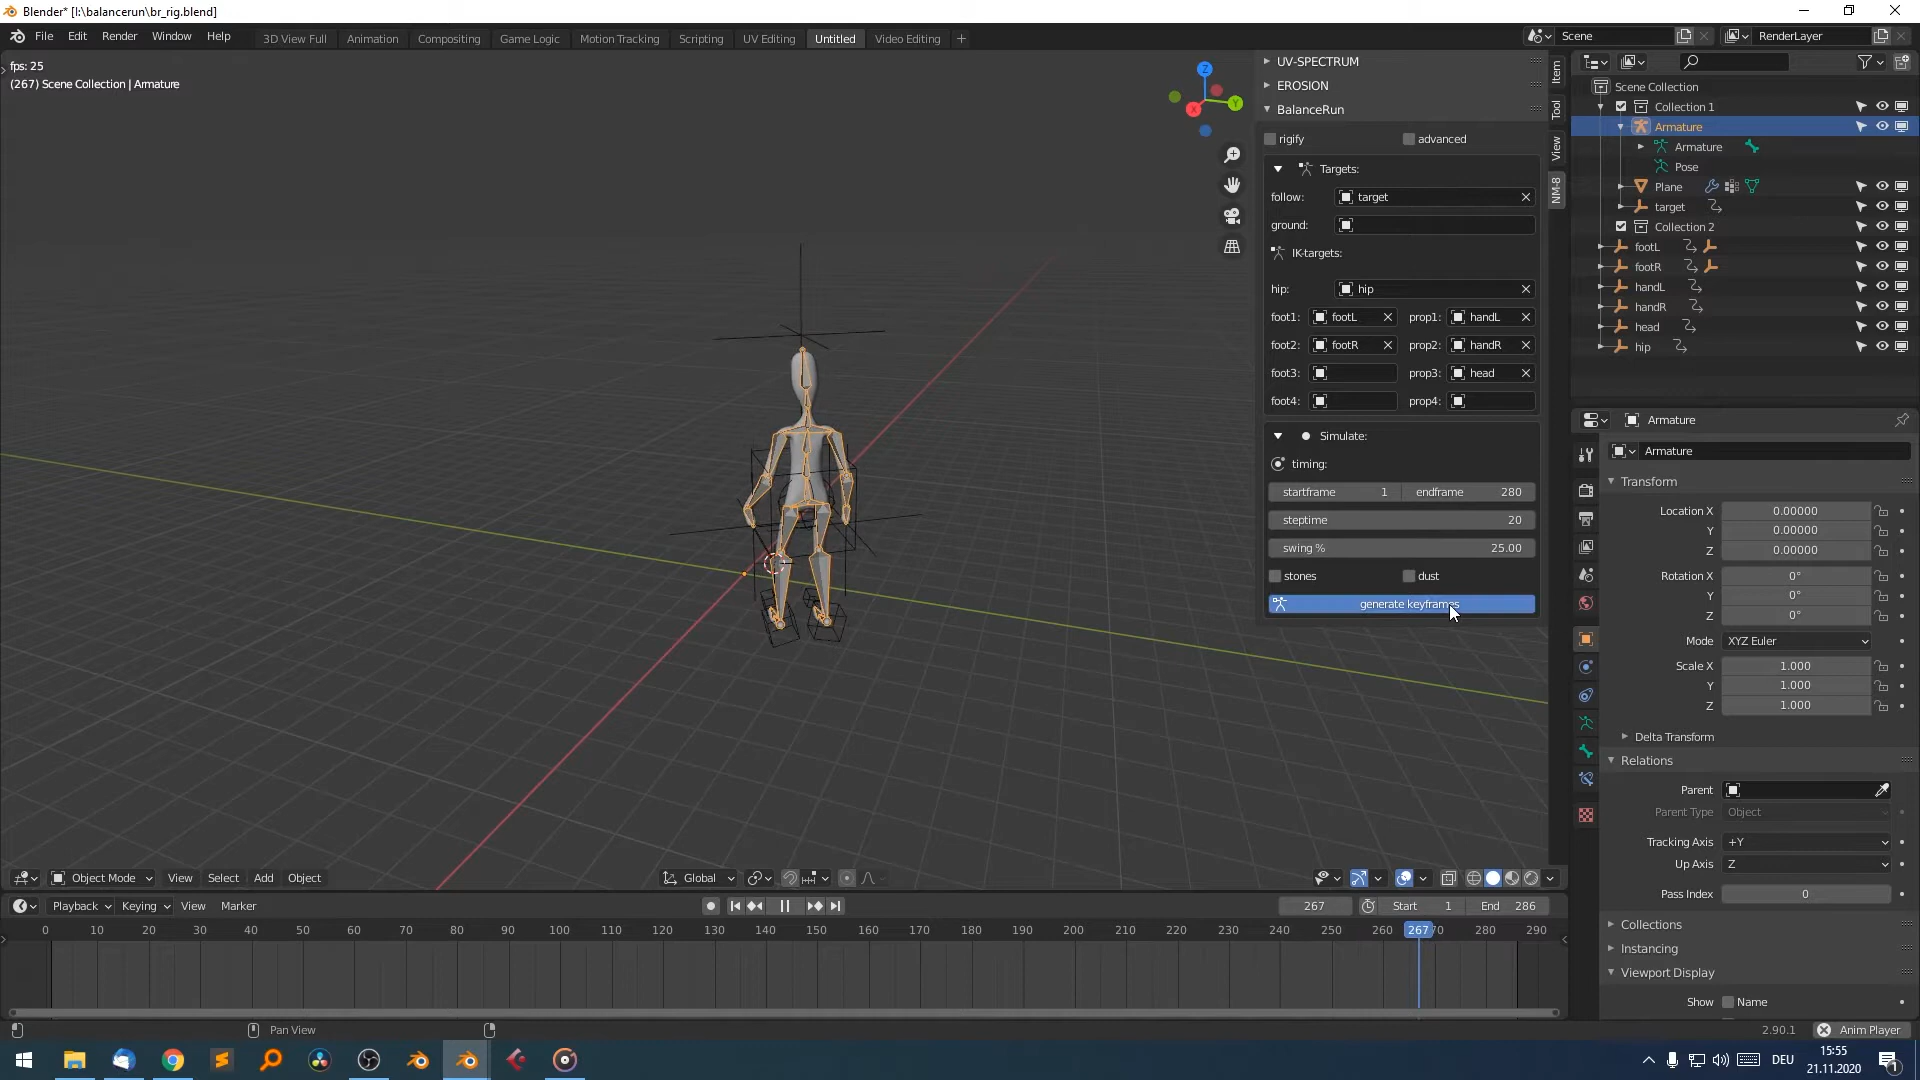 Blender* [I:\balancerun\br_rig.blend]
File Edit Render Window Help 3D View Full Animation Compositing Game Logic Motion Tracking Scripting UV Editing Untitled Video Editing + Scene RenderLayer
fps: 25
(267) Scene Collection | Armature
Z
Y
X
UV-SPECTRUM
EROSION
BalanceRun
rigify advanced
Targets:
follow: target
ground:
IK-targets:
hip: hip
foot1: footL prop1: handL
foot2: footR prop2: handR
foot3: prop3: head
foot4: prop4:
Simulate:
timing:
startframe 1 endframe 280
steptime 20
swing % 25.00
stones dust
generate keyframes
Item
Tool
View
NM-8
Scene Collection
Collection 1
Armature
Armature
Pose
Plane
target
Collection 2
footL
footR
handL
handR
head
hip
Armature
Armature
Transform
Location X 0.00000
Y 0.00000
Z 0.00000
Rotation X 0°
Y 0°
Z 0°
Mode XYZ Euler
Scale X 1.000
Y 1.000
Z 1.000
Delta Transform
Relations
Parent
Parent Type Object
Tracking Axis +Y
Up Axis Z
Pass Index 0
Collections
Instancing
Viewport Display
Show Name
Object Mode View Select Add Object Global
Playback Keying View Marker 267 Start 1 End 286
0 10 20 30 40 50 60 70 80 90 100 110 120 130 140 150 160 170 180 190 200 210 220 230 240 250 260 267 70 280 290
Pan View 2.90.1 Anim Player
DEU 15:55
21.11.2020
1